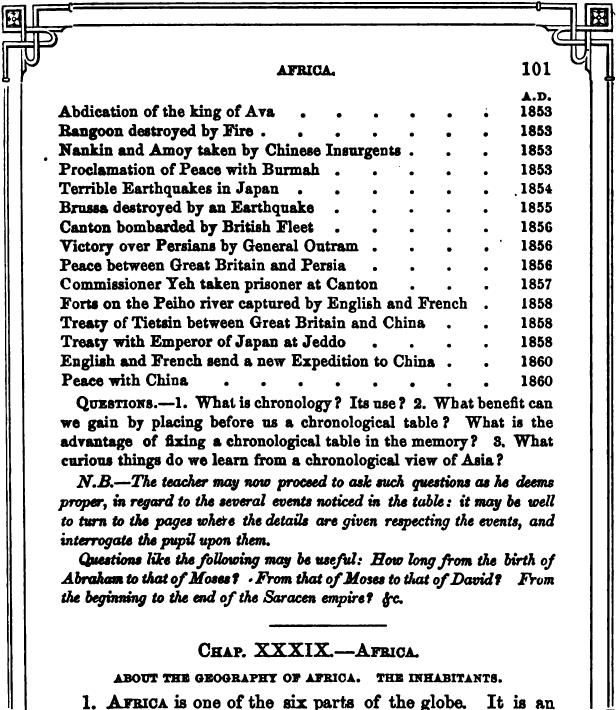 AFRICA. 101
A.D.
Abdication of the king of Ava . . . . . . 1853
Rangoon destroyed by Fire . . . . . . . 1853
Nankin and Amoy taken by Chinese Insurgents . . . 1853
Proclamation of Peace with Burmah . . . . . 1853
Terrible Earthquakes in Japan . . . . . . 1854
Brussa destroyed by an Earthquake . . . . . 1855
Canton bombarded by British Fleet . . . . . 1856
Victory over Persians by General Outram . . . . 1856
Peace between Great Britain and Persia . . . . 1856
Commissioner Yeh taken prisoner at Canton . . . 1857
Forts on the Peiho river captured by English and French . 1858
Treaty of Tietsin between Great Britain and China . . 1858
Treaty with Emperor of Japan at Jeddo . . . . 1858
English and French send a new Expedition to China . . 1860
Peace with China . . . . . . . . 1860
QUESTIONS.—1. What is chronology? Its use? 2. What benefit can
we gain by placing before us a chronological table? What is the
advantage of fixing a chronological table in the memory? 3. What
curious things do we learn from a chronological view of Asia?
N.B.—The teacher may now proceed to ask such questions as he deems
proper, in regard to the several events noticed in the table: it may be well
to turn to the pages where the details are given respecting the events, and
interrogate the pupil upon them.
Questions like the following may be useful: How long from the birth of
Abraham to that of Moses? From that of Moses to that of David? From
the beginning to the end of the Saracen empire? &c.
CHAP. XXXIX.—AFRICA.
ABOUT THE GEOGRAPHY OF AFRICA. THE INHABITANTS.
1. AFRICA is one of the six parts of the globe. It is an